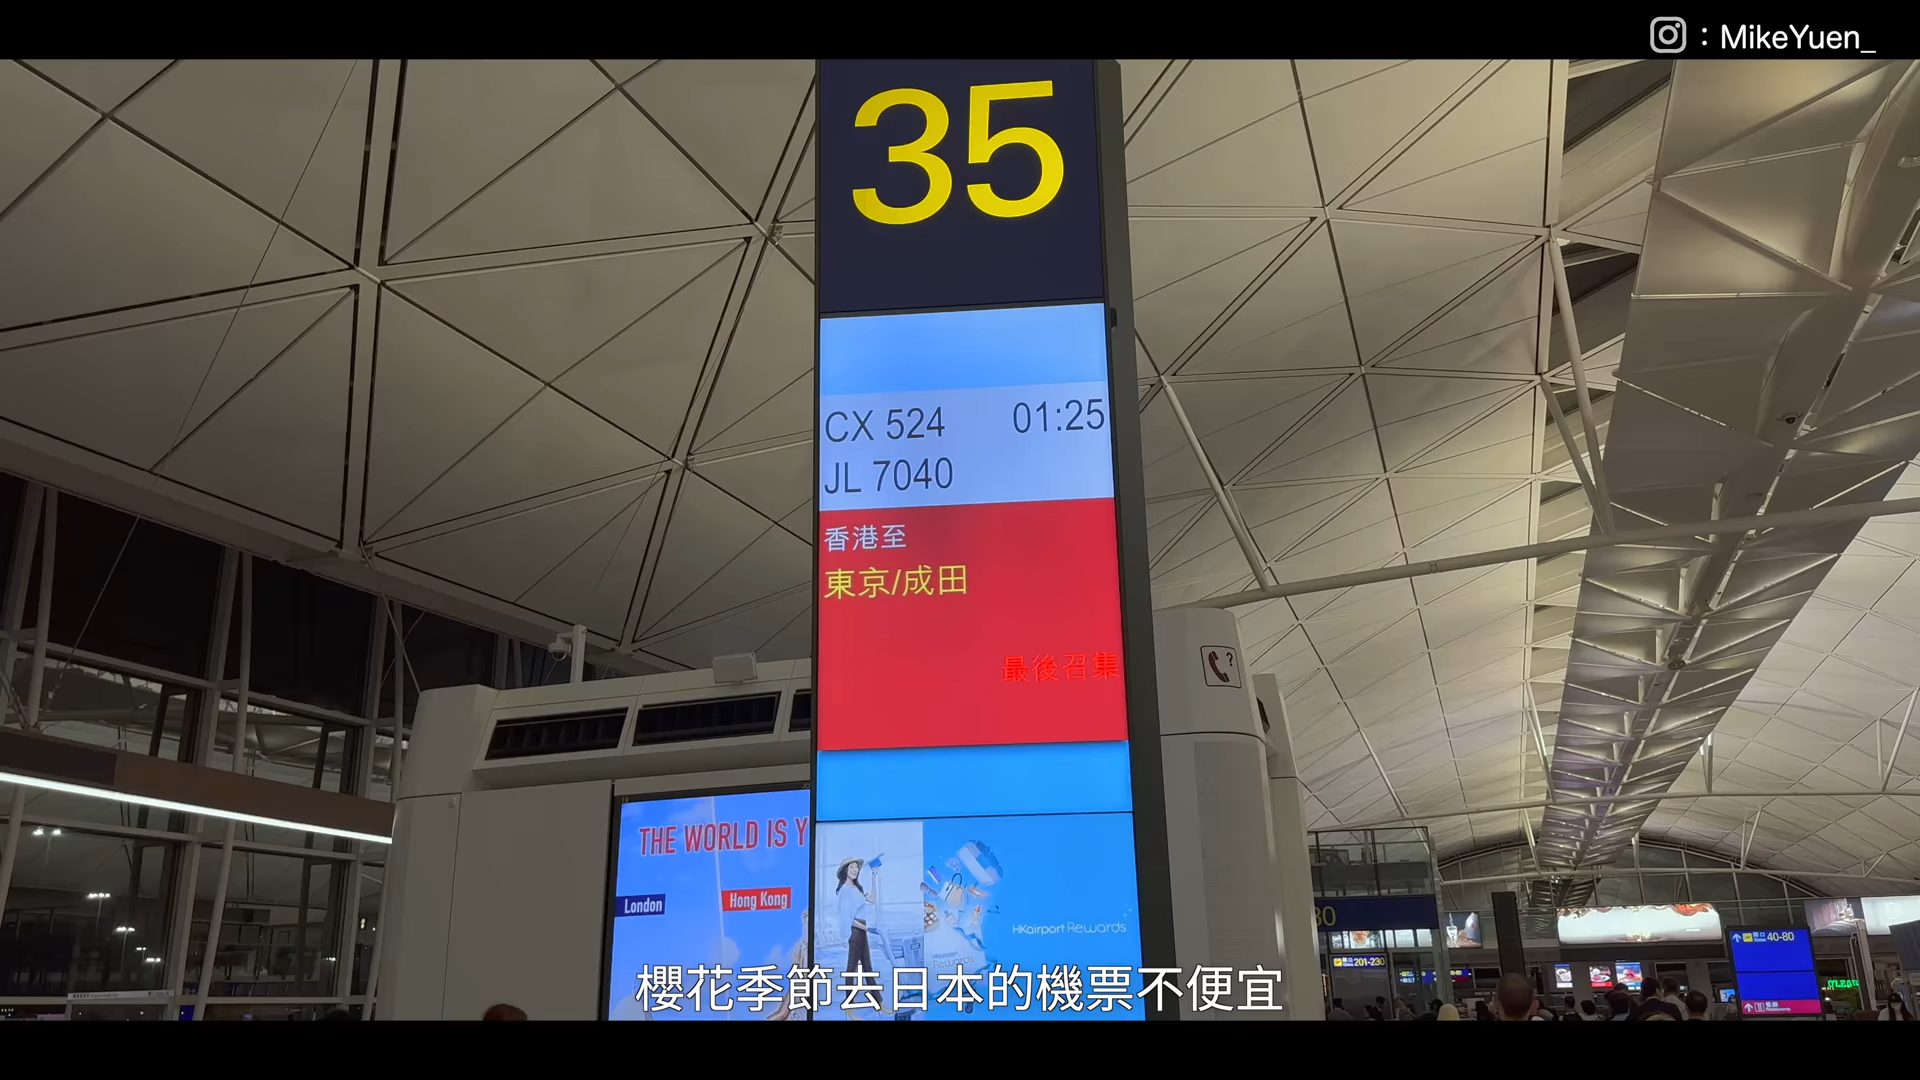 ：MikeYuen_
35
CX 524 01:25
JL 7040
香港至
東京/成田
最後召集
THE WORLD IS Y
London
Hong Kong
HKairport Rewards
30
201-230
40-80
櫻花季節去日本的機票不便宜